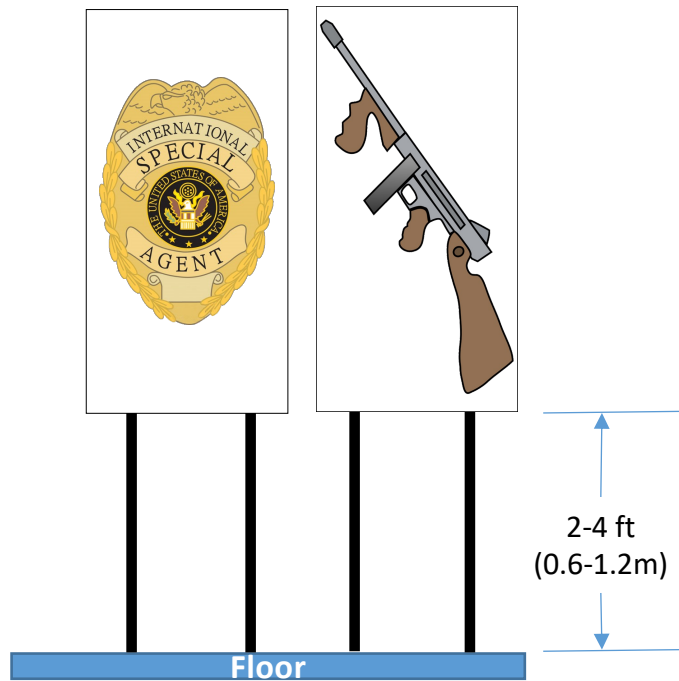 INTERNATIONAL
SPECIAL
THE UNITED STATES OF AMERICA
AGENT
2-4 ft
(0.6-1.2m)
Floor